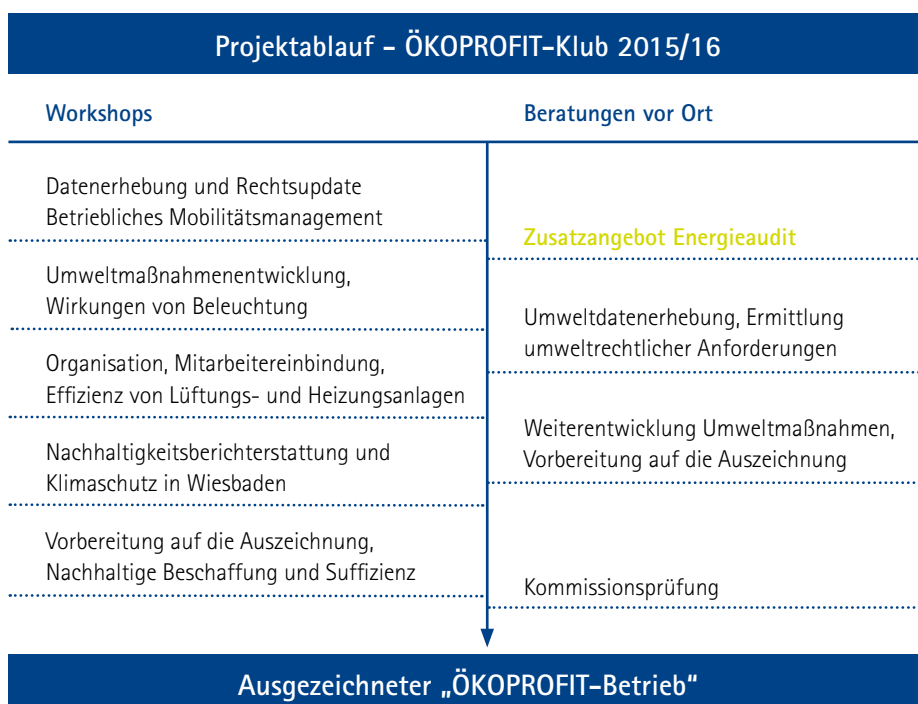 Projektablauf – ÖKOPROFIT-Klub 2015/16
Workshops
Datenerhebung und Rechtsupdate
Betriebliches Mobilitätsmanagement
Umweltmaßnahmenentwicklung,
Wirkungen von Beleuchtung
Organisation, Mitarbeitereinbindung,
Effizienz von Lüftungs- und Heizungsanlagen
Nachhaltigkeitsberichterstattung und
Klimaschutz in Wiesbaden
Vorbereitung auf die Auszeichnung,
Nachhaltige Beschaffung und Suffizienz
Beratungen vor Ort
Zusatzangebot Energieaudit
Umweltdatenerhebung, Ermittlung
umweltrechtlicher Anforderungen
Weiterentwicklung Umweltmaßnahmen,
Vorbereitung auf die Auszeichnung
Kommissionsprüfung
Ausgezeichneter „ÖKOPROFIT-Betrieb“